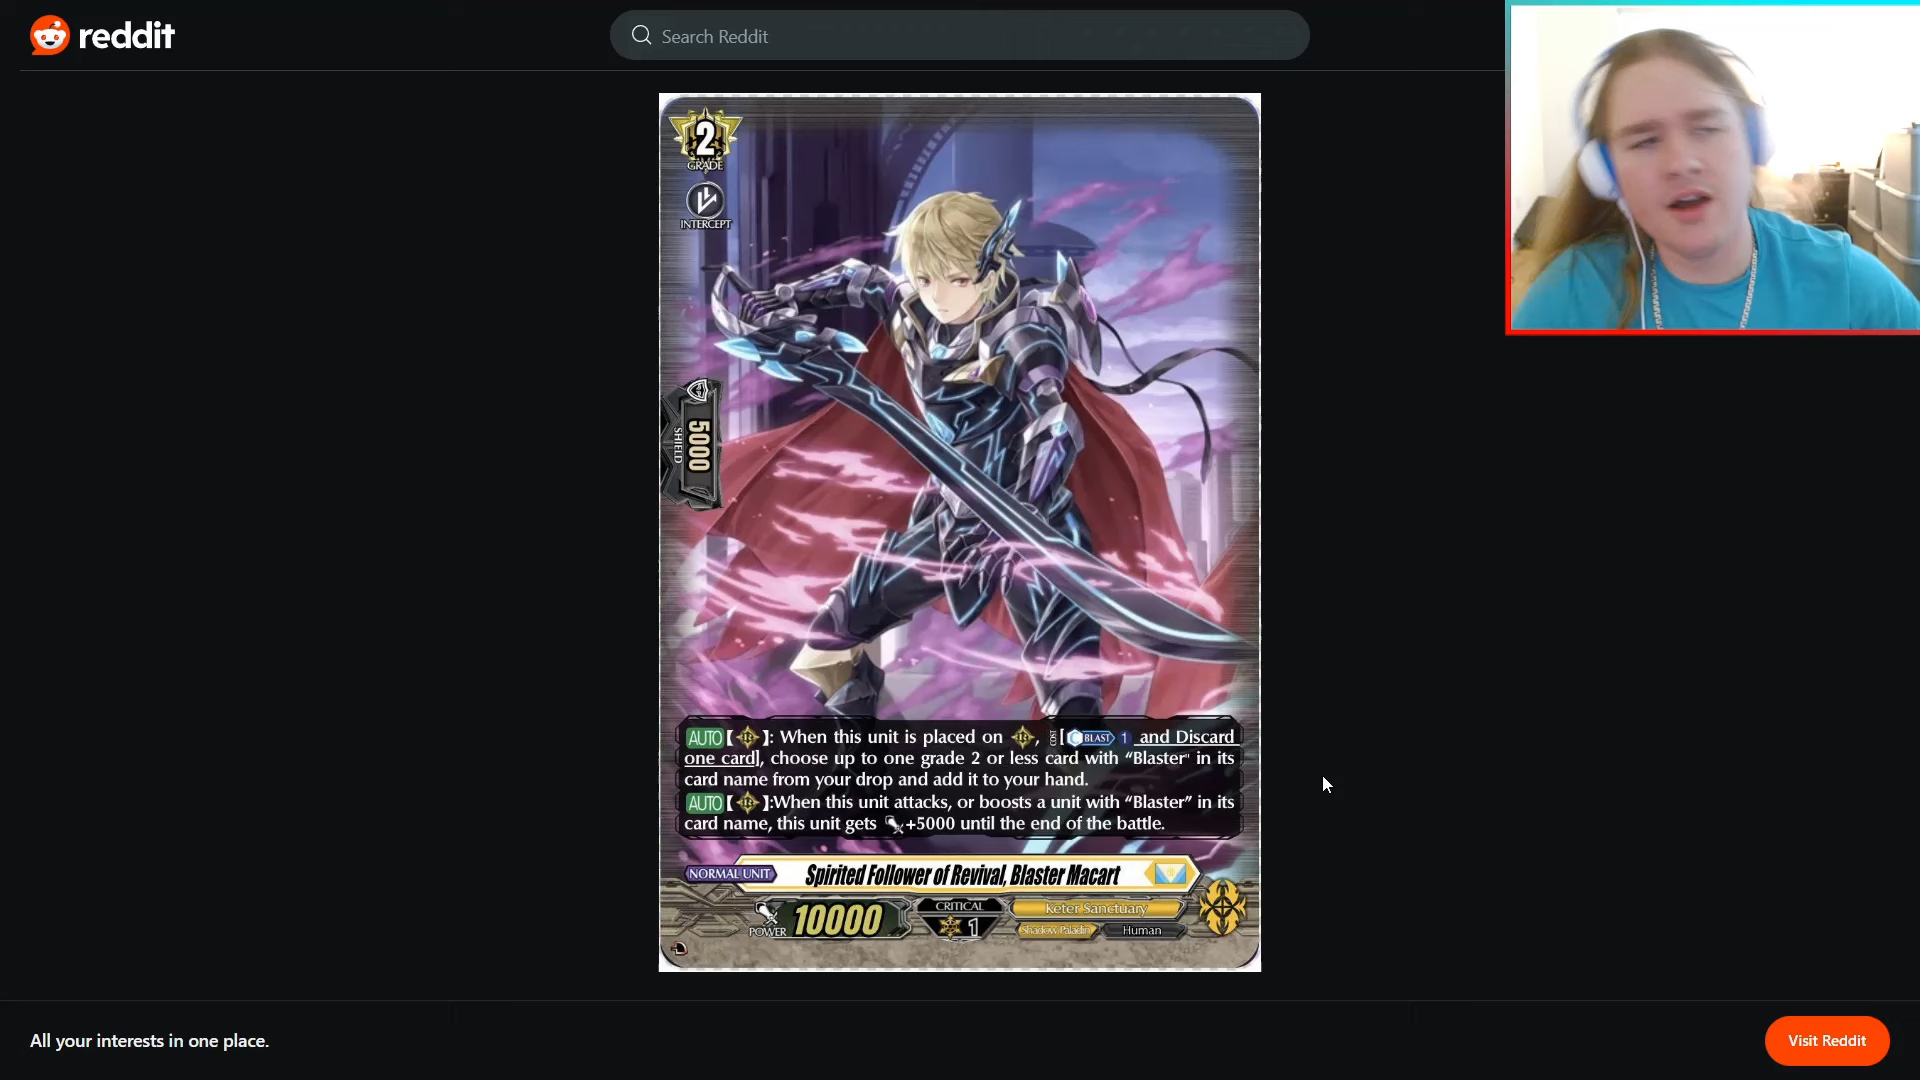 reddit
Search Reddit
2
GRADE
INTERCEPT
5000
SHIELD
AUTO【R】: When this unit is placed on R, COST [C BLAST 1 and Discard
one card], choose up to one grade 2 or less card with “Blaster” in its
card name from your drop and add it to your hand.
AUTO【R】:When this unit attacks, or boosts a unit with “Blaster” in its
card name, this unit gets +5000 until the end of the battle.
NORMAL UNIT
Spirited Follower of Revival, Blaster Macart
POWER 10000
CRITICAL
1
Keter Sanctuary
Shadow Paladin
Human
All your interests in one place.
Visit Reddit